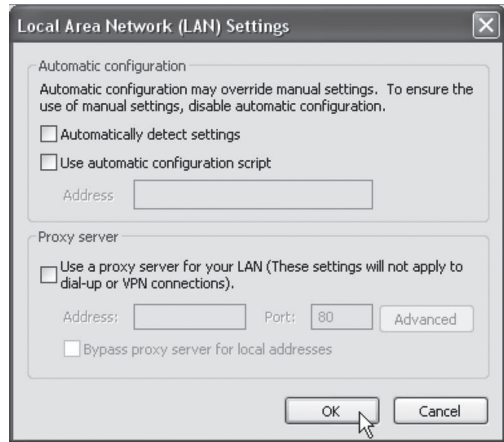 Local Area Network (LAN) Settings
Automatic configuration
Automatic configuration may override manual settings. To ensure the
use of manual settings, disable automatic configuration.
Automatically detect settings
Use automatic configuration script
Address
Proxy server
Use a proxy server for your LAN (These settings will not apply to
dial-up or VPN connections).
Address: Port: 80 Advanced
Bypass proxy server for local addresses
OK Cancel